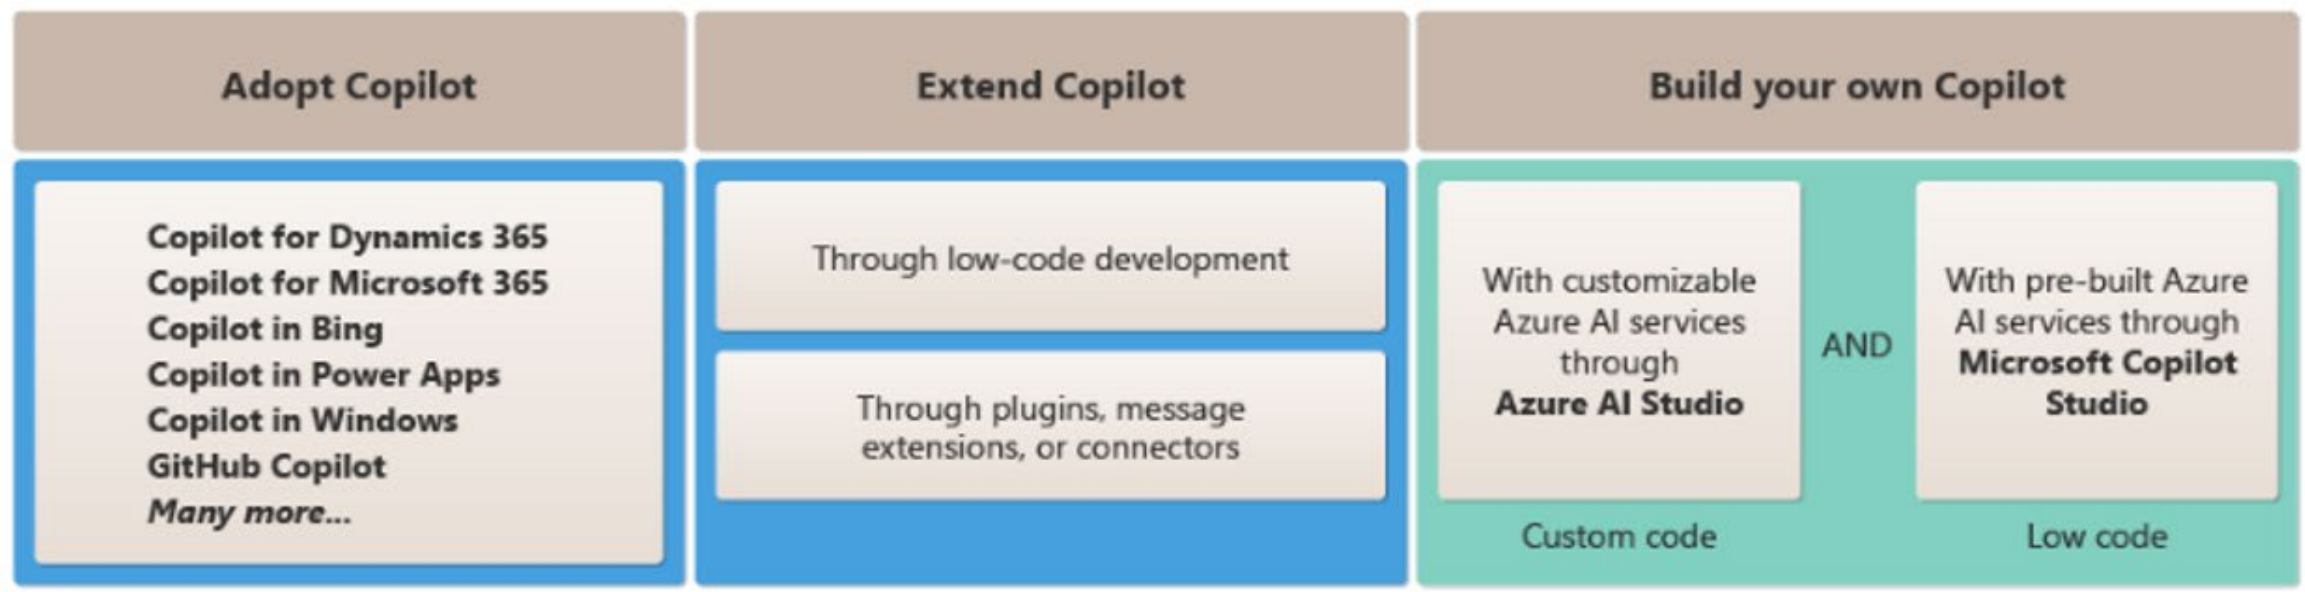 Adopt Copilot
Extend Copilot
Build your own Copilot
Copilot for Dynamics 365
Copilot for Microsoft 365
Copilot in Bing
Copilot in Power Apps
Copilot in Windows
GitHub Copilot
Many more...
Through low-code development
Through plugins, message
extensions, or connectors
With customizable
Azure AI services
through
Azure AI Studio
Custom code
AND
With pre-built Azure
AI services through
Microsoft Copilot
Studio
Low code